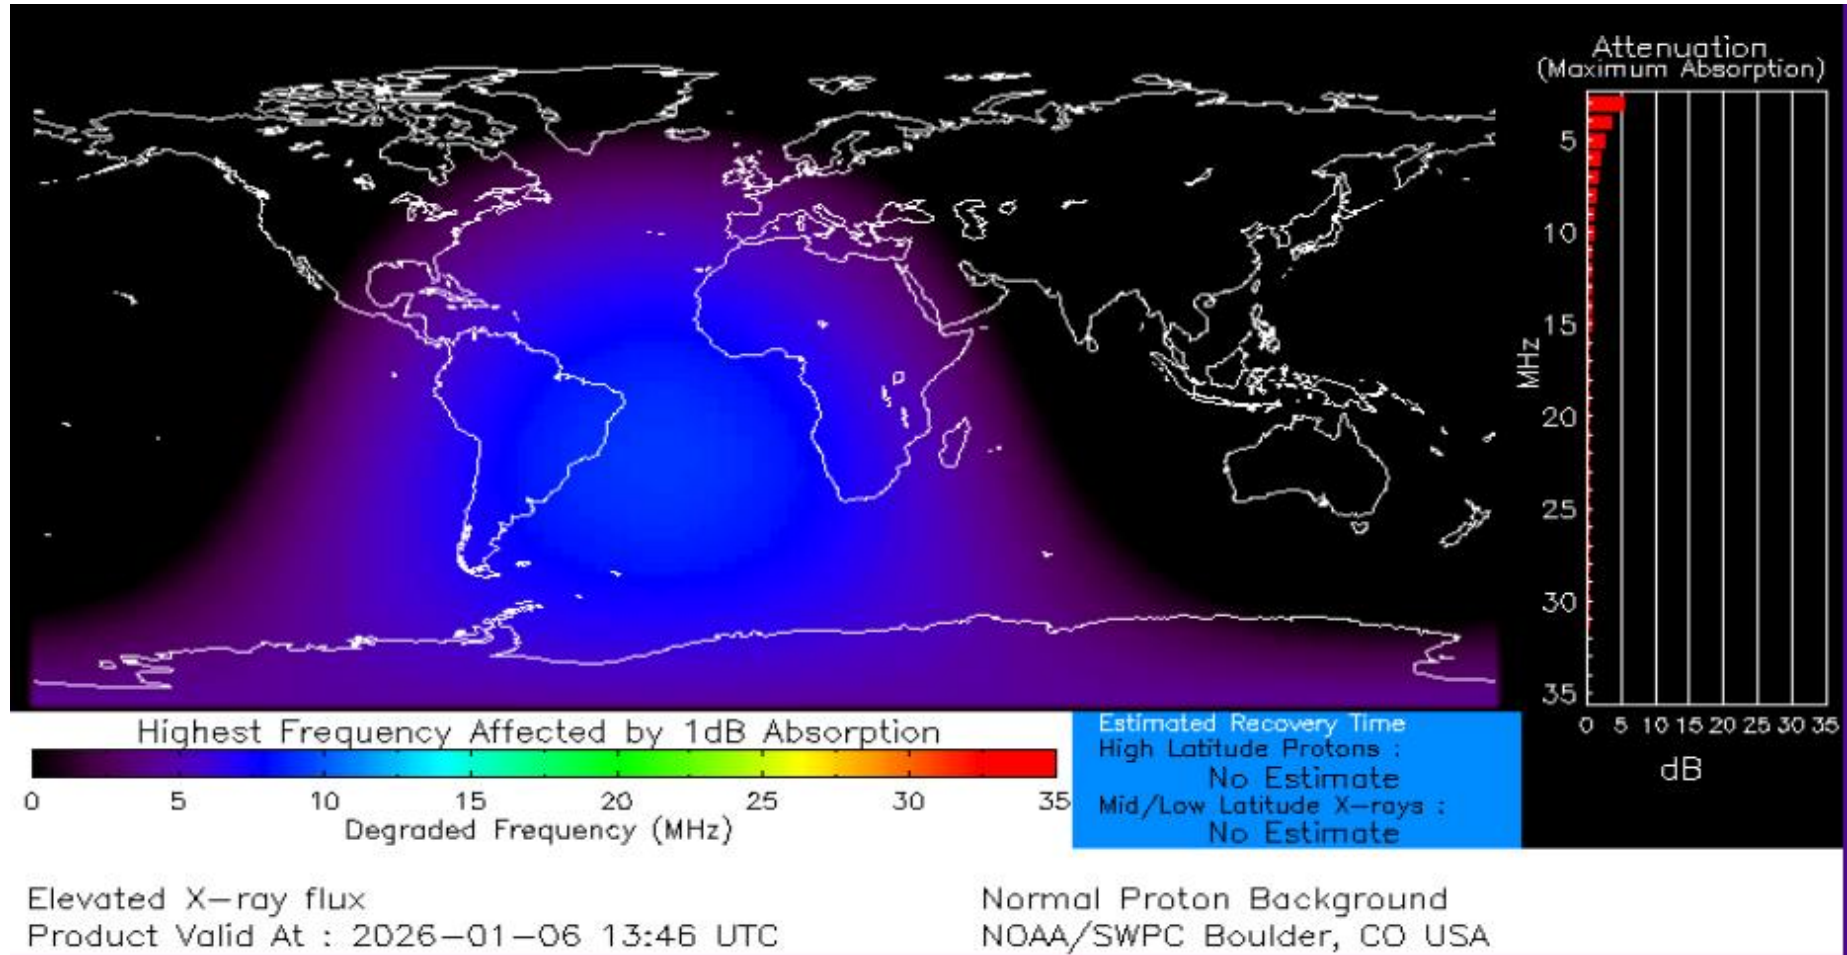 Attenuation
(Maximum Absorption)
5
10
15
20
25
30
35
MHz
0 5 10 15 20 25 30 35
dB
Highest Frequency Affected by 1dB Absorption
0 5 10 15 20 25 30 35
Degraded Frequency (MHz)
Estimated Recovery Time
High Latitude Protons :
No Estimate
Mid/Low Latitude X-rays :
No Estimate
Elevated X-ray flux
Product Valid At : 2026-01-06 13:46 UTC
Normal Proton Background
NOAA/SWPC Boulder, CO USA